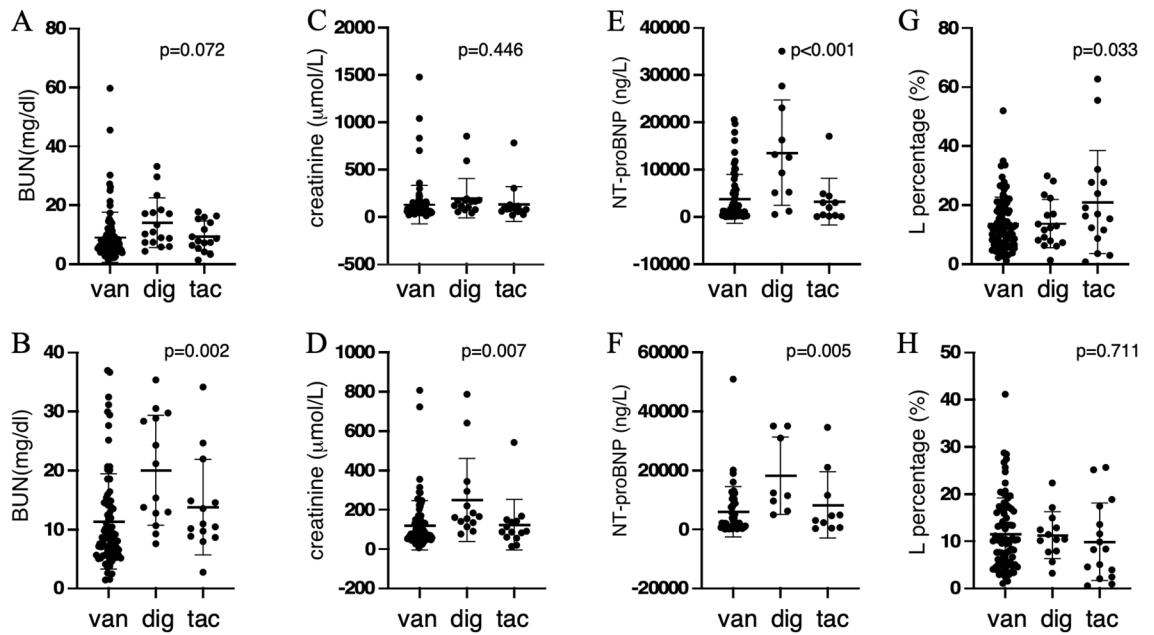 A
BUN(mg/dl)
80
60
40
20
0
p=0.072
van dig tac
C
creatinine (μmol/L)
2000
1500
1000
500
0
-500
p=0.446
van dig tac
E
NT-proBNP (ng/L)
40000
30000
20000
10000
0
-10000
p<0.001
van dig tac
G
L percentage (%)
80
60
40
20
0
p=0.033
van dig tac
B
BUN(mg/dl)
40
30
20
10
0
p=0.002
van dig tac
D
creatinine (μmol/L)
1000
800
600
400
200
0
-200
p=0.007
van dig tac
F
NT-proBNP (ng/L)
60000
40000
20000
0
-20000
p=0.005
van dig tac
H
L percentage (%)
50
40
30
20
10
0
p=0.711
van dig tac